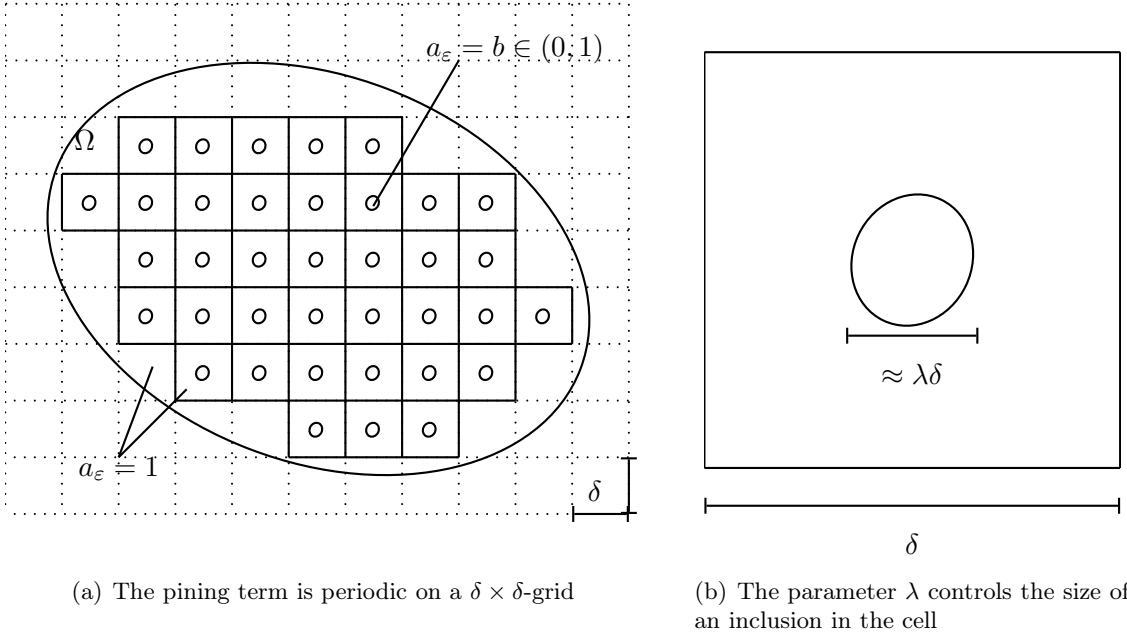 a_ε = b ∈ (0, 1)
Ω
a_ε = 1
δ
≈ λδ
δ
(a) The pining term is periodic on a δ × δ-grid
(b) The parameter λ controls the size of
an inclusion in the cell